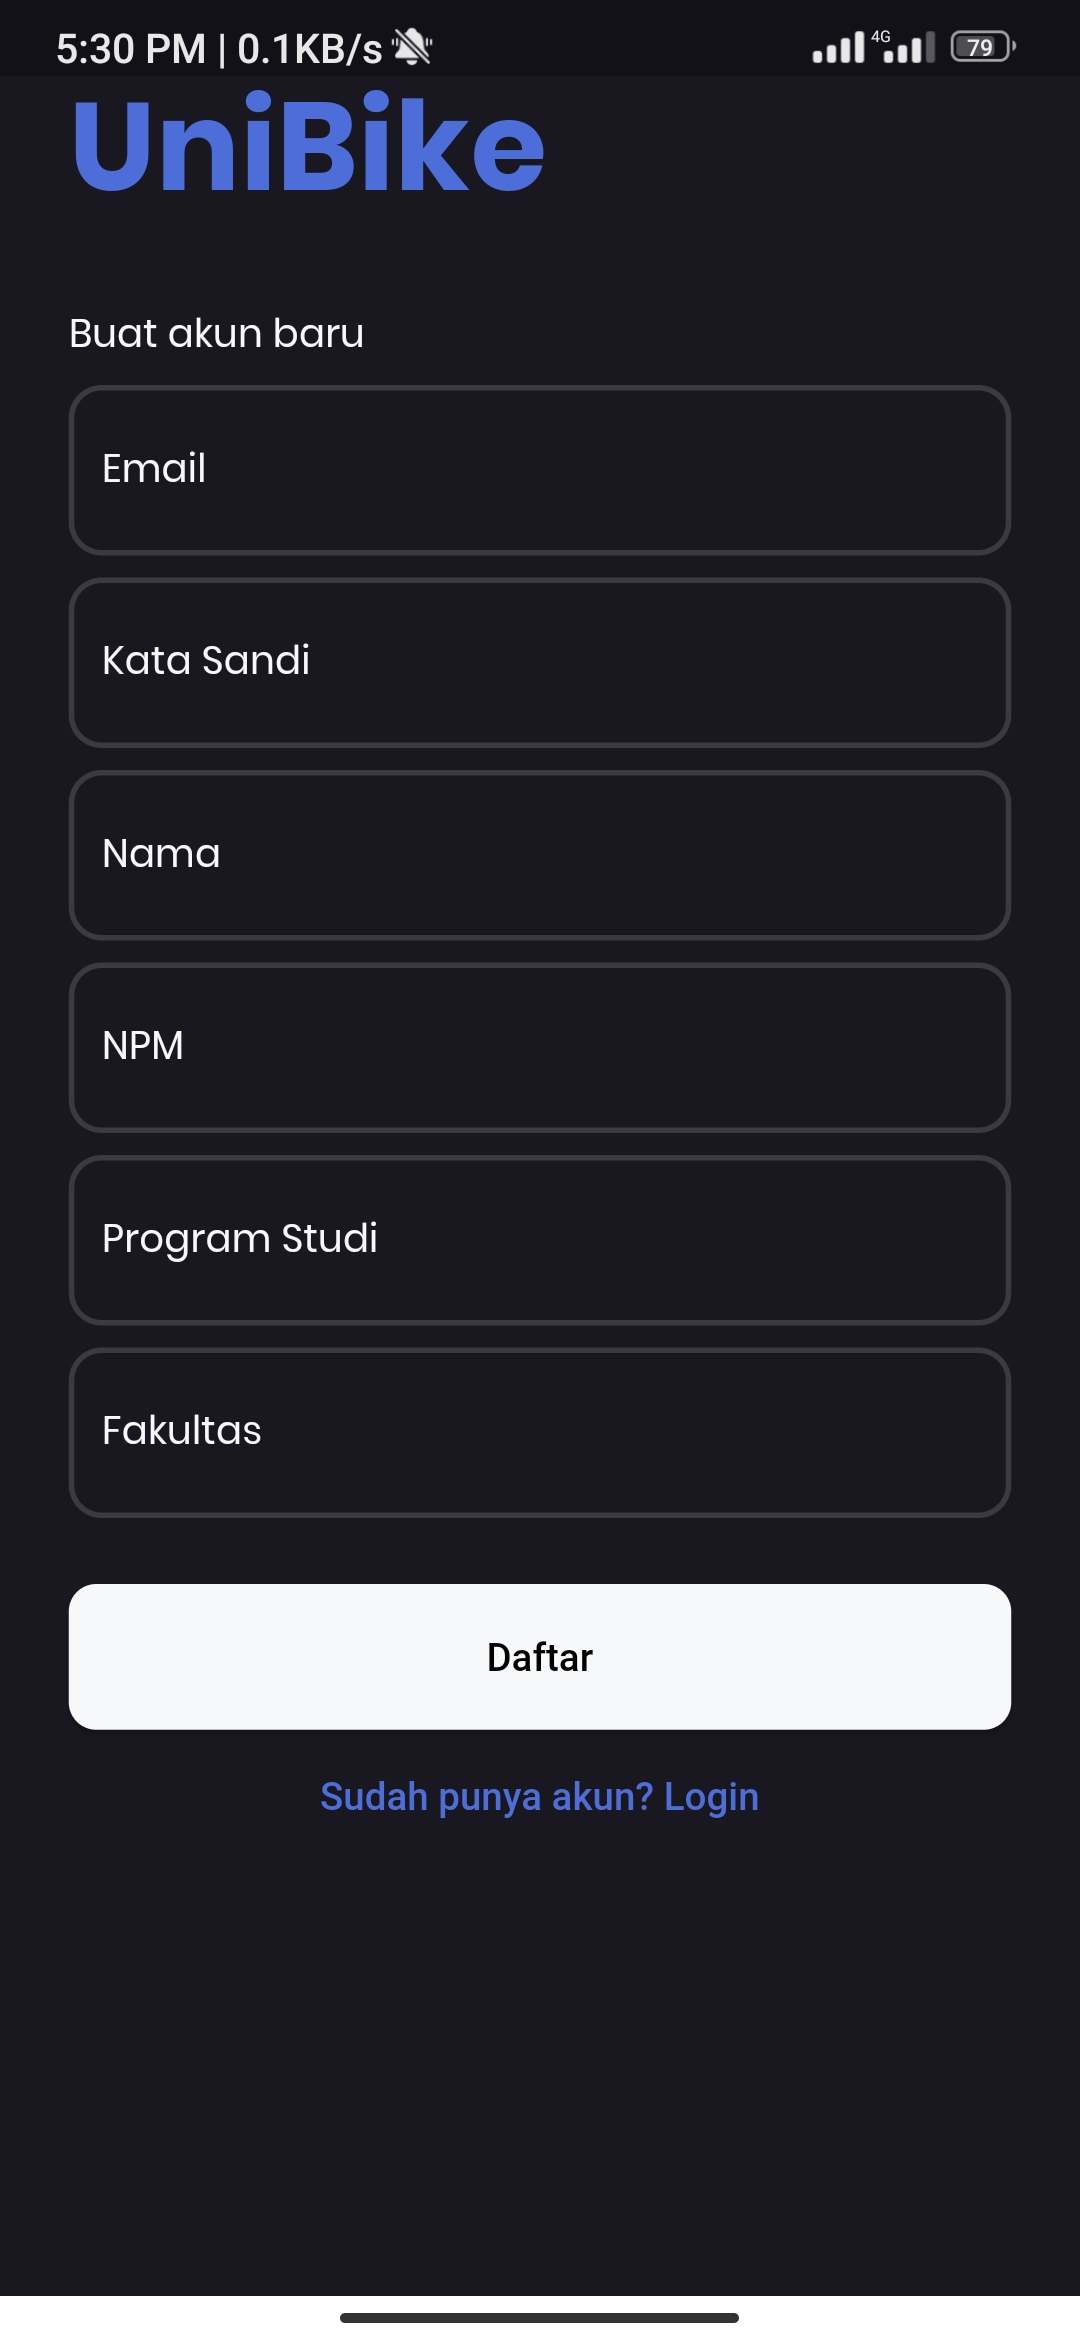 5:30 PM | 0.1KB/s 4G 79
UniBike
Buat akun baru
Email
Kata Sandi
Nama
NPM
Program Studi
Fakultas
Daftar
Sudah punya akun? Login